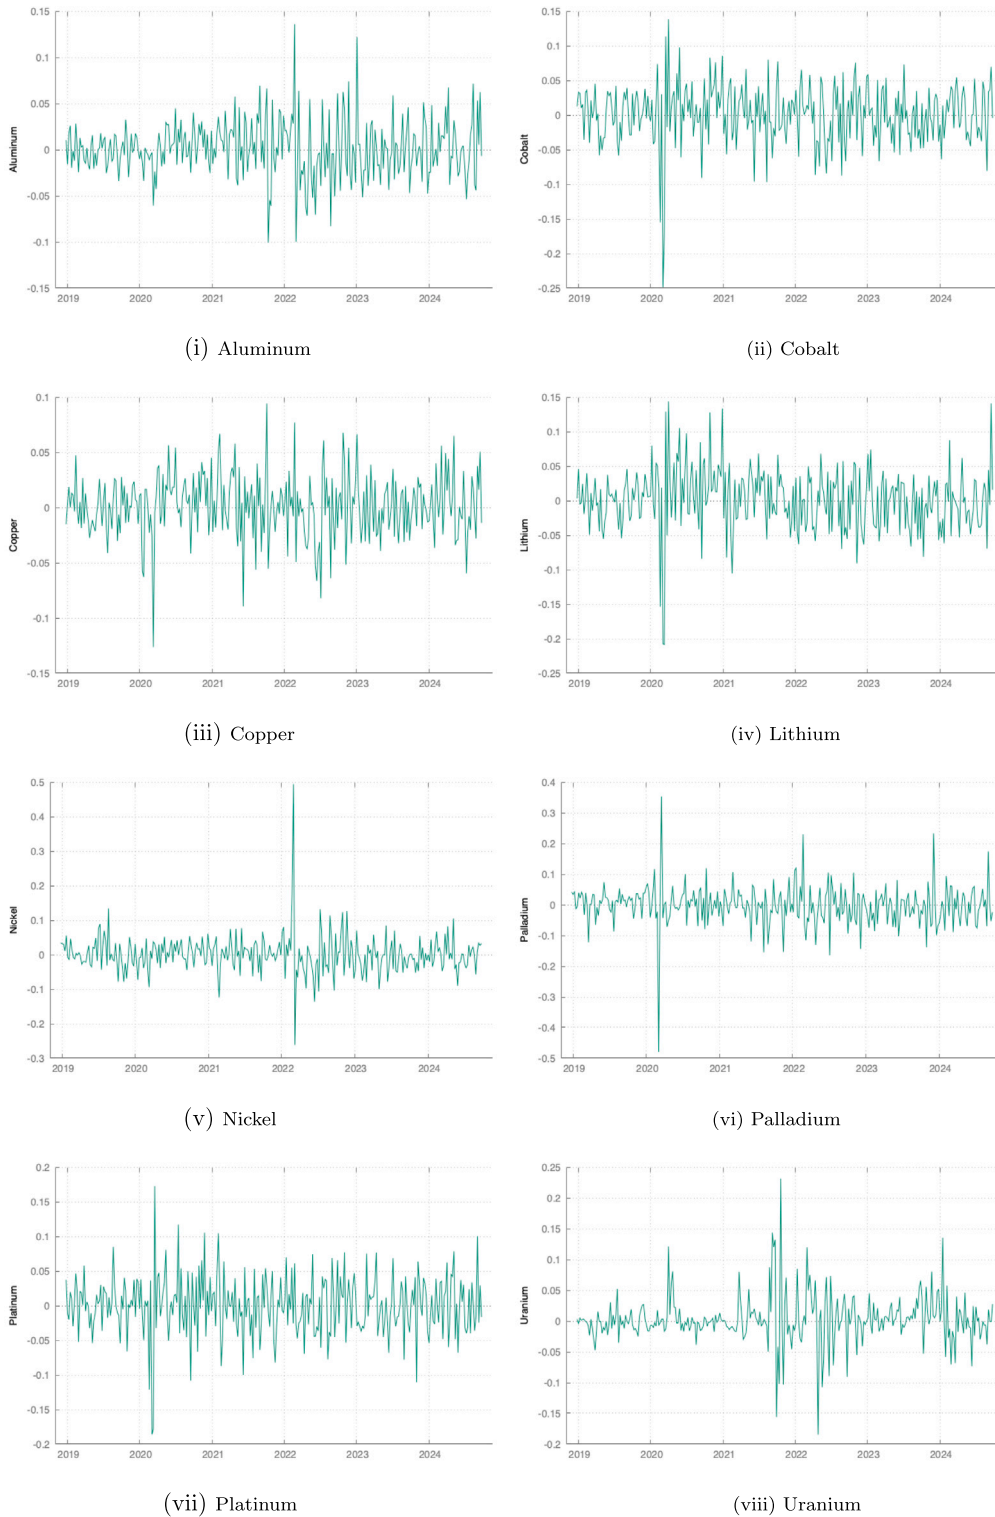 0.15
0.1
0.05
0
-0.05
-0.1
-0.15
Aluminum
2019 2020 2021 2022 2023 2024
(i) Aluminum
0.15
0.1
0.05
0
-0.05
-0.1
-0.15
-0.2
-0.25
Cobalt
2019 2020 2021 2022 2023 2024
(ii) Cobalt
0.1
0.05
0
-0.05
-0.1
-0.15
Copper
2019 2020 2021 2022 2023 2024
(iii) Copper
0.15
0.1
0.05
0
-0.05
-0.1
-0.15
-0.2
-0.25
Lithium
2019 2020 2021 2022 2023 2024
(iv) Lithium
0.5
0.4
0.3
0.2
0.1
0
-0.1
-0.2
-0.3
Nickel
2019 2020 2021 2022 2023 2024
(v) Nickel
0.4
0.3
0.2
0.1
0
-0.1
-0.2
-0.3
-0.4
-0.5
Palladium
2019 2020 2021 2022 2023 2024
(vi) Palladium
0.2
0.15
0.1
0.05
0
-0.05
-0.1
-0.15
-0.2
Platinum
2019 2020 2021 2022 2023 2024
(vii) Platinum
0.25
0.2
0.15
0.1
0.05
0
-0.05
-0.1
-0.15
-0.2
Uranium
2019 2020 2021 2022 2023 2024
(viii) Uranium